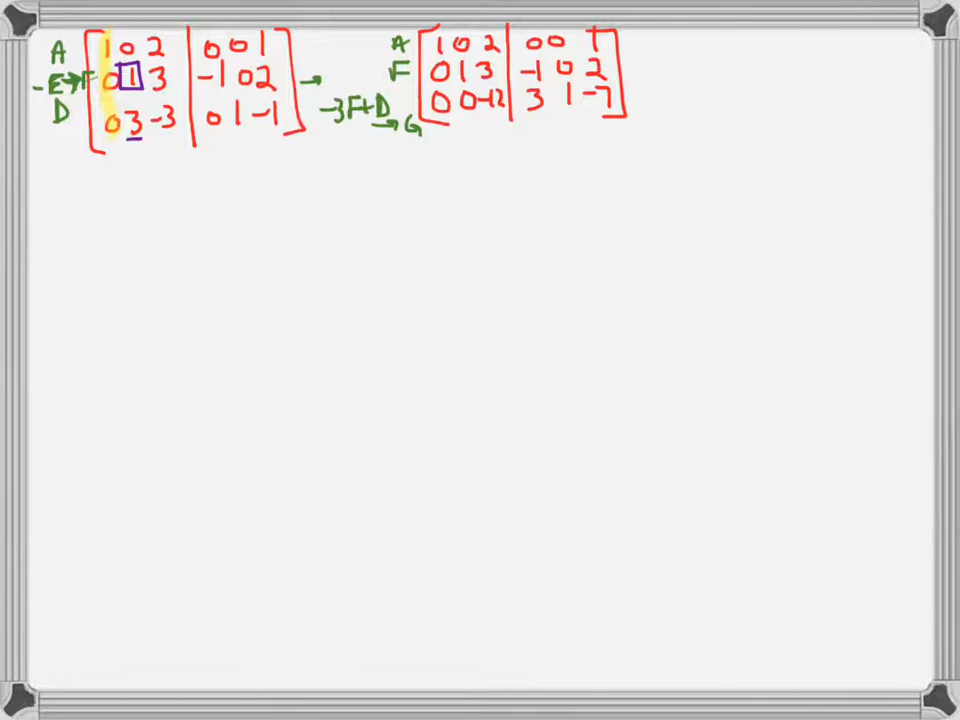 A [ 1 0 2 | 0 0 1 ]
-E→F [ 0 1 3 | -1 0 2 ] →
D [ 0 3 -3 | 0 1 -1 ]
A [ 1 0 2 | 0 0 1 ]
F [ 0 1 3 | -1 0 2 ]
-3F+D → G [ 0 0 -12 | 3 1 -7 ]